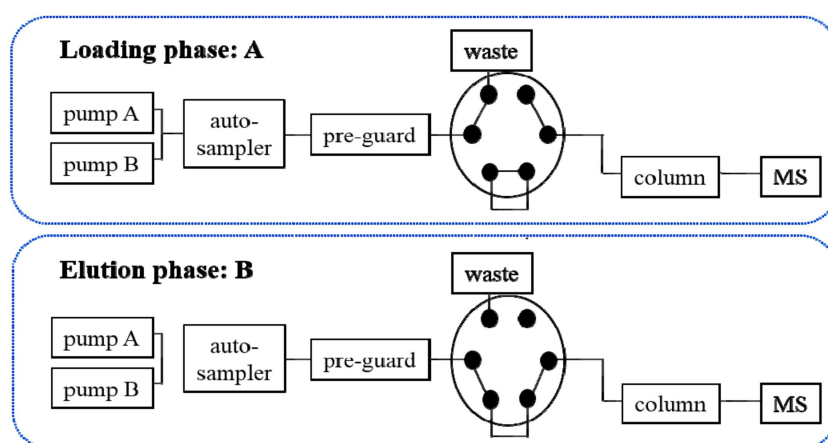 Loading phase: A
waste
pump A
pump B
auto-
sampler
pre-guard
column
MS
Elution phase: B
waste
pump A
pump B
auto-
sampler
pre-guard
column
MS